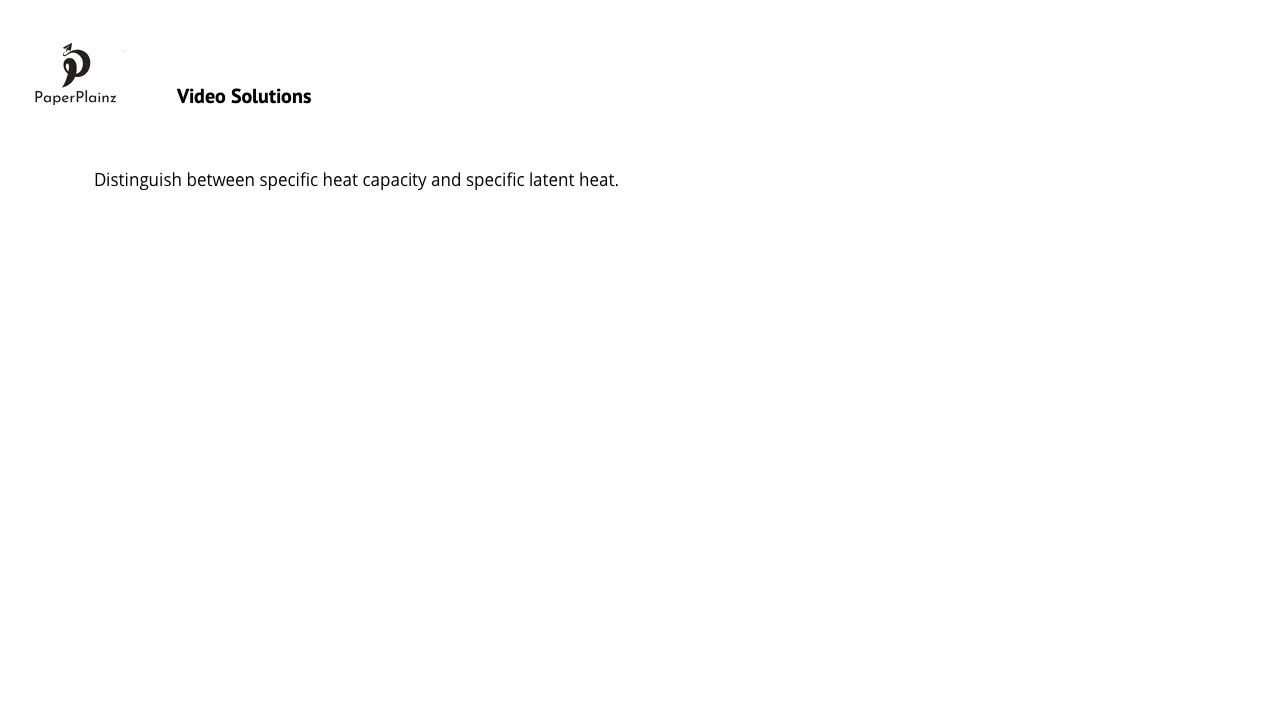 PaperPlainz
Video Solutions
Distinguish between specific heat capacity and specific latent heat.